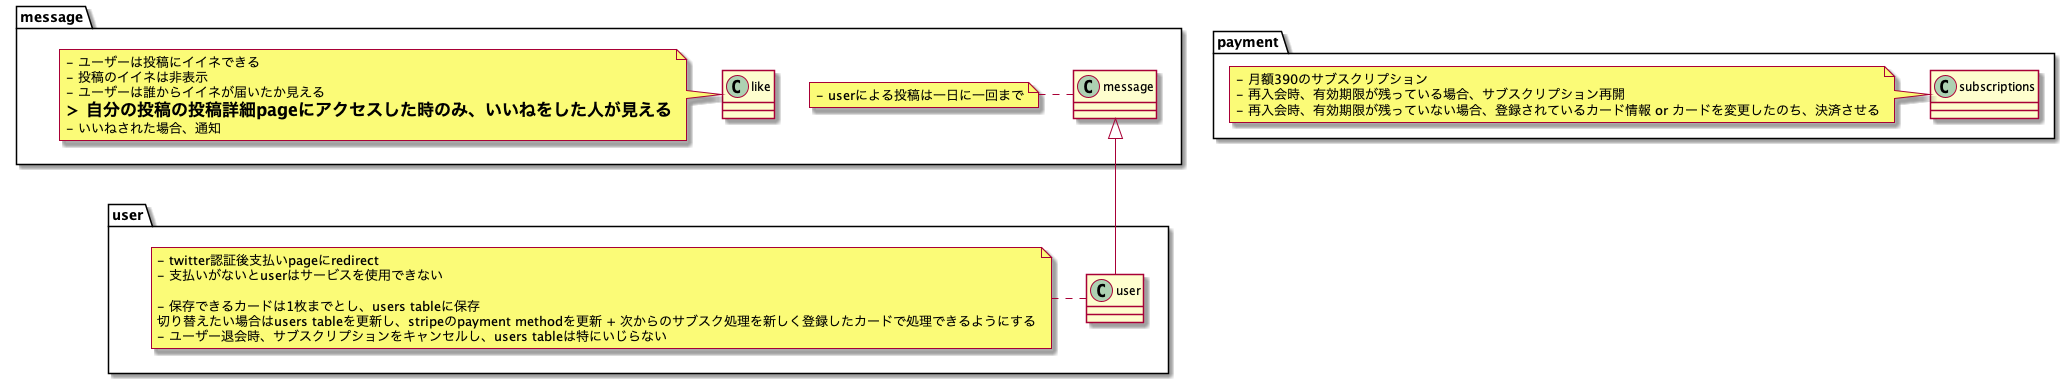 message
- ユーザーは投稿にイイネできる
- 投稿のイイネは非表示
- ユーザーは誰からイイネが届いたか見える
> 自分の投稿の投稿詳細pageにアクセスした時のみ、いいねをした人が見える
- いいねされた場合、通知
C like
- userによる投稿は一日に一回まで
C message
payment
- 月額390のサブスクリプション
- 再入会時、有効期限が残っている場合、サブスクリプション再開
- 再入会時、有効期限が残っていない場合、登録されているカード情報 or カードを変更したのち、決済させる
C subscriptions
user
- twitter認証後支払いpageにredirect
- 支払いがないとuserはサービスを使用できない
- 保存できるカードは1枚までとし、users tableに保存
切り替えたい場合はusers tableを更新し、stripeのpayment methodを更新 + 次からのサブスク処理を新しく登録したカードで処理できるようにする
- ユーザー退会時、サブスクリプションをキャンセルし、users tableは特にいじらない
C user